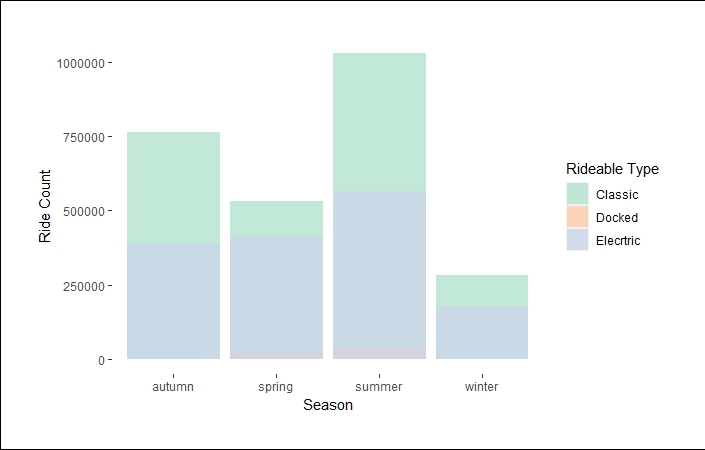 1000000
750000
500000
250000
0
Ride Count
autumn
spring
summer
winter
Season
Rideable Type
Classic
Docked
Elecrtric